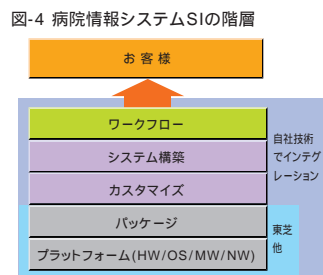 図-4 病院情報システムSIの階層
お客様
ワークフロー
システム構築
カスタマイズ
自社技術
でインテグ
レーション
パッケージ
プラットフォーム(HW/OS/MW/NW)
東芝
他